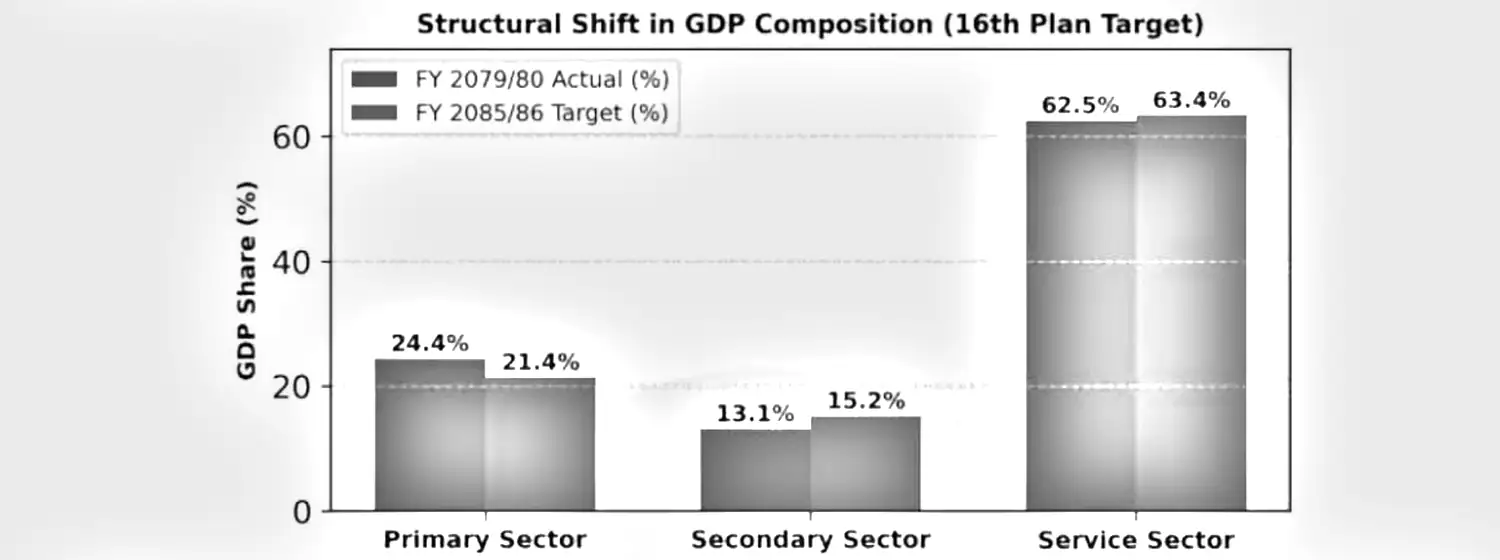 Structural Shift in GDP Composition (16th Plan Target)
FY 2079/80 Actual (%)
FY 2085/86 Target (%)
GDP Share (%)
60
40
20
0
24.4%
21.4%
13.1%
15.2%
62.5%
63.4%
Primary Sector
Secondary Sector
Service Sector